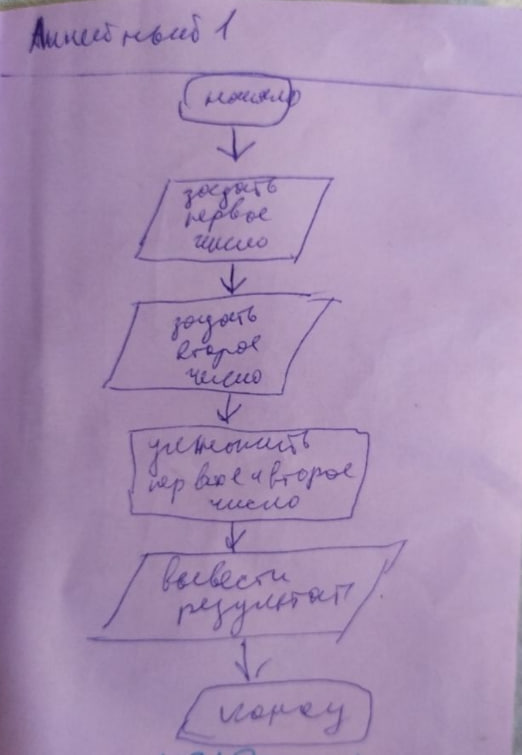 Линейный 1
начало
задать
первое
число
задать
второе
число
умножить
первое и второе
число
вывести
результат
конец